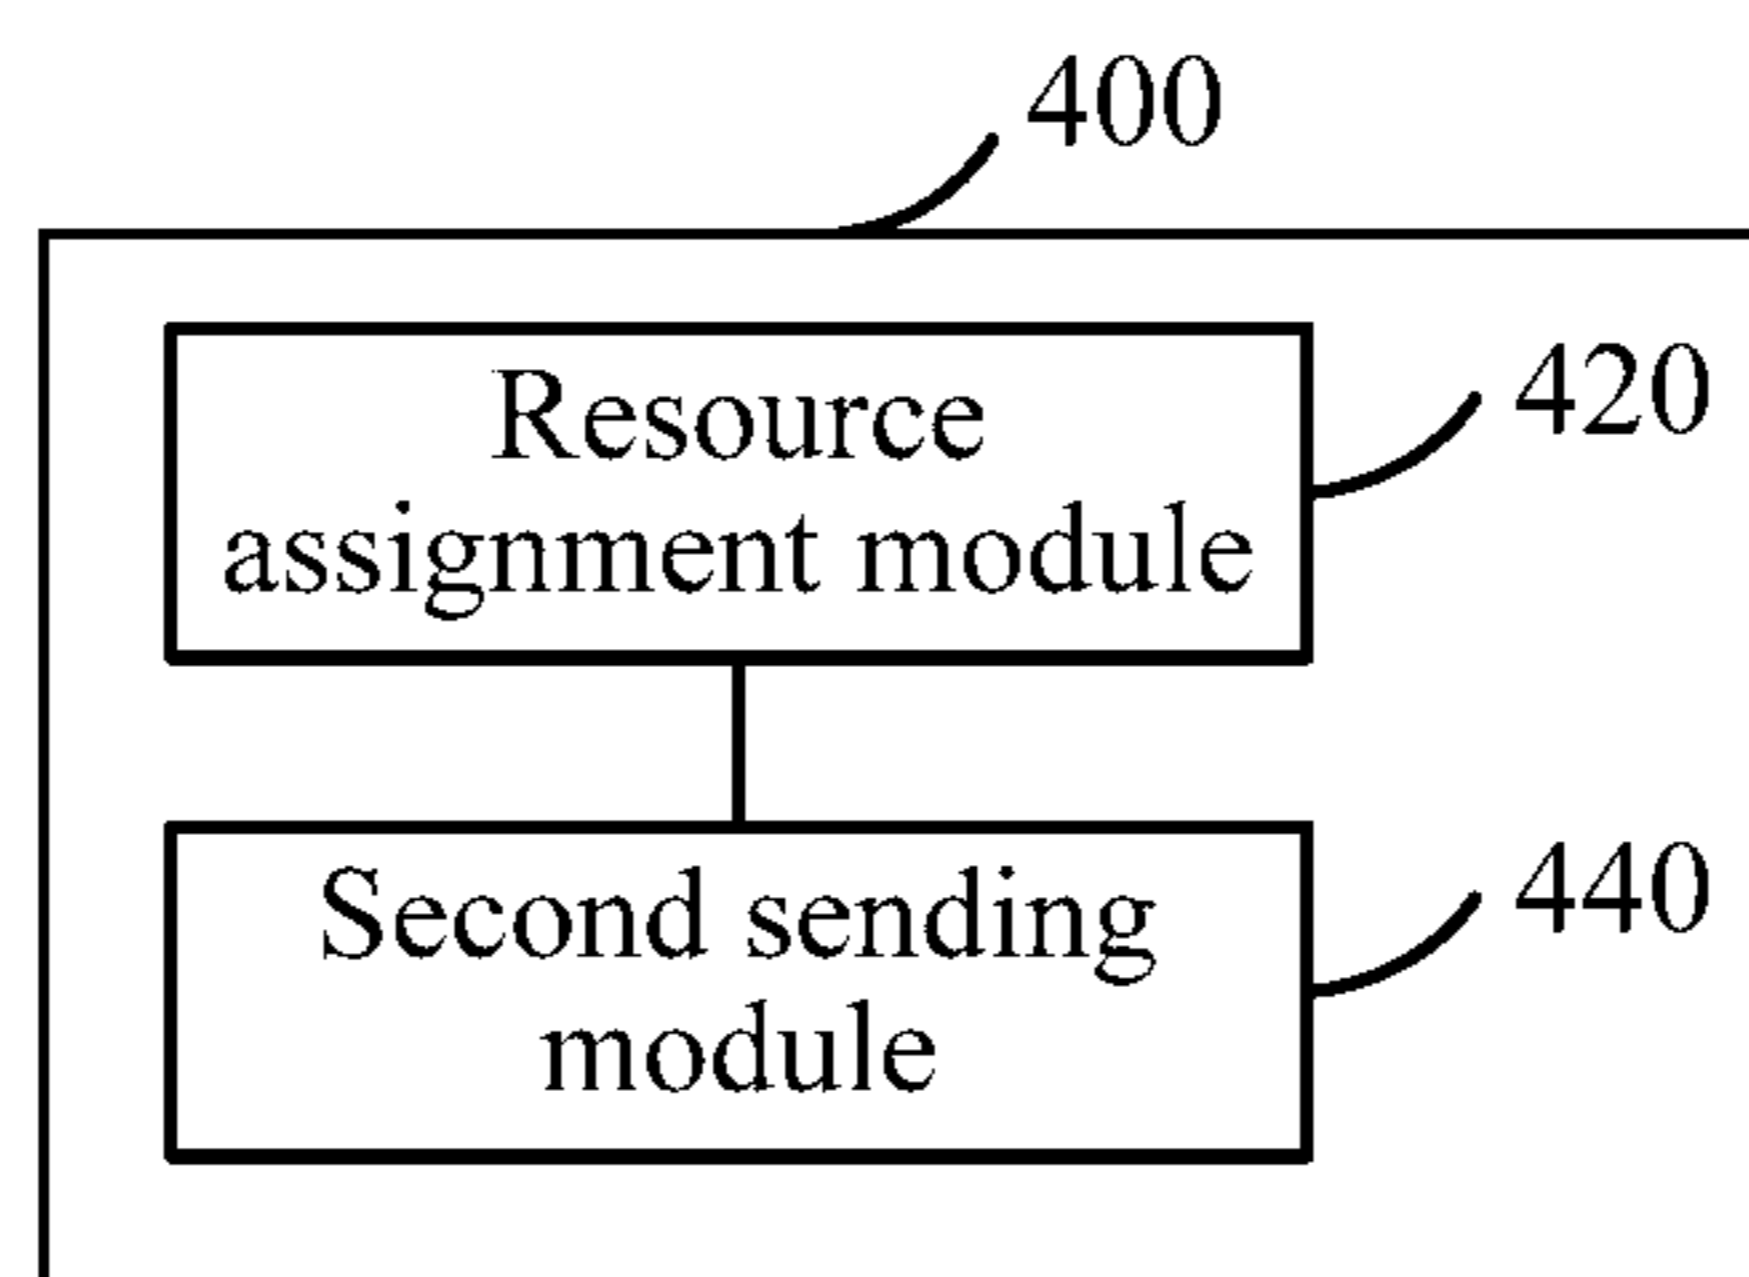 400
Resource
assignment module
420
Second sending
module
440